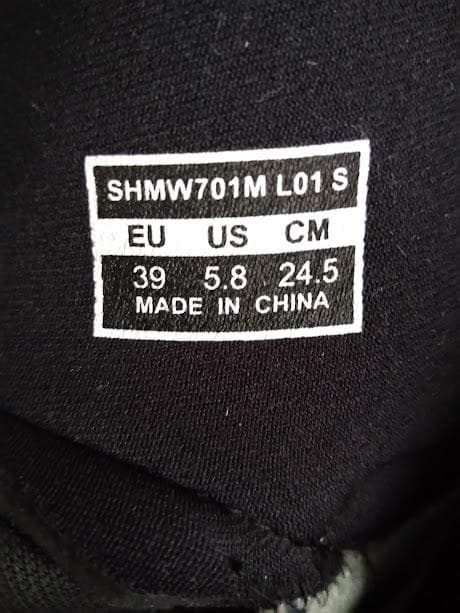 SHMW701M L01 S
EU US CM
39 5.8 24.5
MADE IN CHINA